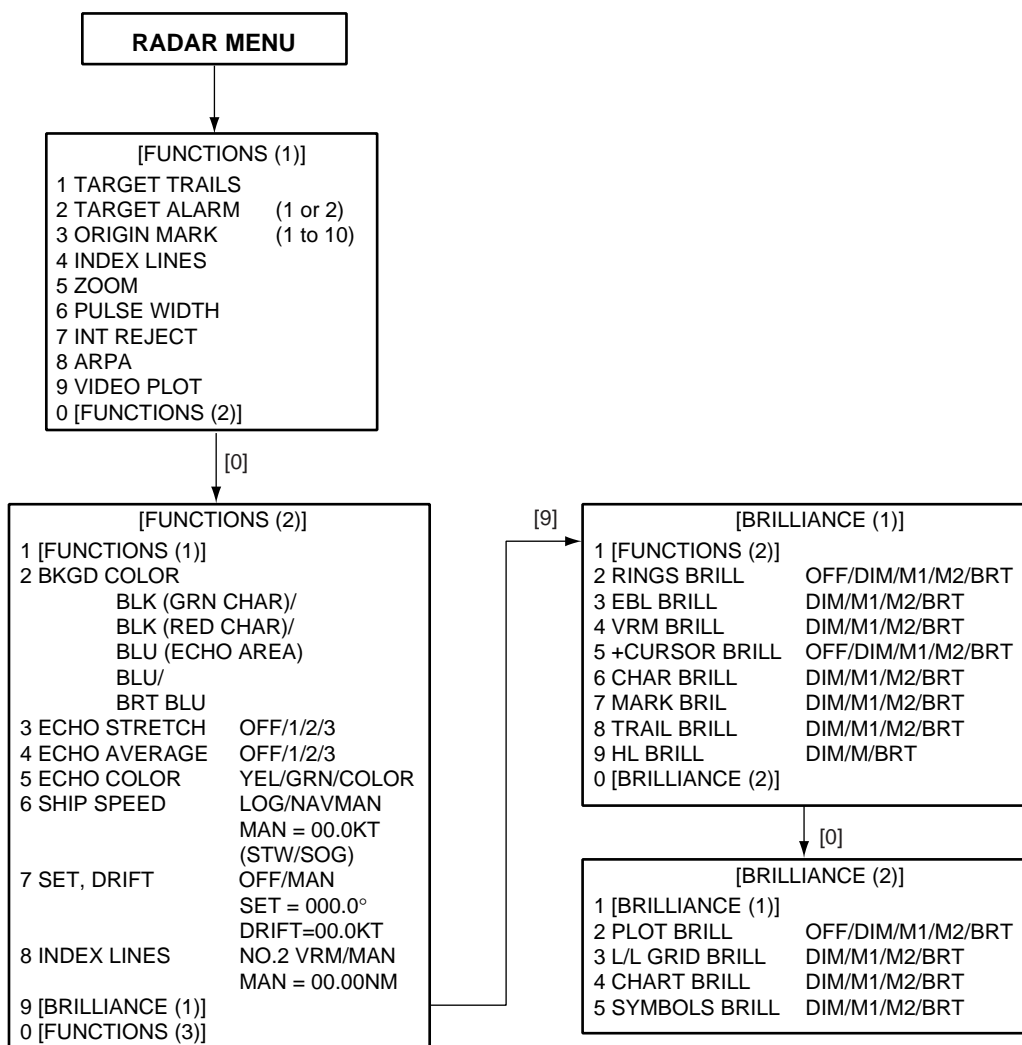 RADAR MENU
[FUNCTIONS (1)]
1 TARGET TRAILS
2 TARGET ALARM (1 or 2)
3 ORIGIN MARK (1 to 10)
4 INDEX LINES
5 ZOOM
6 PULSE WIDTH
7 INT REJECT
8 ARPA
9 VIDEO PLOT
0 [FUNCTIONS (2)]
[0]
[FUNCTIONS (2)]
1 [FUNCTIONS (1)]
2 BKGD COLOR
BLK (GRN CHAR)/
BLK (RED CHAR)/
BLU (ECHO AREA)
BLU/
BRT BLU
3 ECHO STRETCH OFF/1/2/3
4 ECHO AVERAGE OFF/1/2/3
5 ECHO COLOR YEL/GRN/COLOR
6 SHIP SPEED LOG/NAVMAN
MAN = 00.0KT
(STW/SOG)
7 SET, DRIFT OFF/MAN
SET = 000.0°
DRIFT=00.0KT
8 INDEX LINES NO.2 VRM/MAN
MAN = 00.00NM
9 [BRILLIANCE (1)]
0 [FUNCTIONS (3)]
[9]
[BRILLIANCE (1)]
1 [FUNCTIONS (2)]
2 RINGS BRILL OFF/DIM/M1/M2/BRT
3 EBL BRILL DIM/M1/M2/BRT
4 VRM BRILL DIM/M1/M2/BRT
5 +CURSOR BRILL OFF/DIM/M1/M2/BRT
6 CHAR BRILL DIM/M1/M2/BRT
7 MARK BRIL DIM/M1/M2/BRT
8 TRAIL BRILL DIM/M1/M2/BRT
9 HL BRILL DIM/M/BRT
0 [BRILLIANCE (2)]
[0]
[BRILLIANCE (2)]
1 [BRILLIANCE (1)]
2 PLOT BRILL OFF/DIM/M1/M2/BRT
3 L/L GRID BRILL DIM/M1/M2/BRT
4 CHART BRILL DIM/M1/M2/BRT
5 SYMBOLS BRILL DIM/M1/M2/BRT